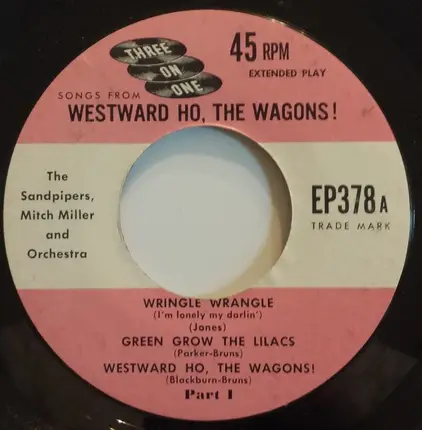 THREE
ON
ONE
45 RPM
EXTENDED PLAY
SONGS FROM
WESTWARD HO, THE WAGONS!
The
Sandpipers,
Mitch Miller
and
Orchestra
EP378A
TRADE MARK
WRINGLE WRANGLE
(I'm lonely my darlin')
(Jones)
GREEN GROW THE LILACS
(Parker-Bruns)
WESTWARD HO, THE WAGONS!
(Blackburn-Bruns)
Part I